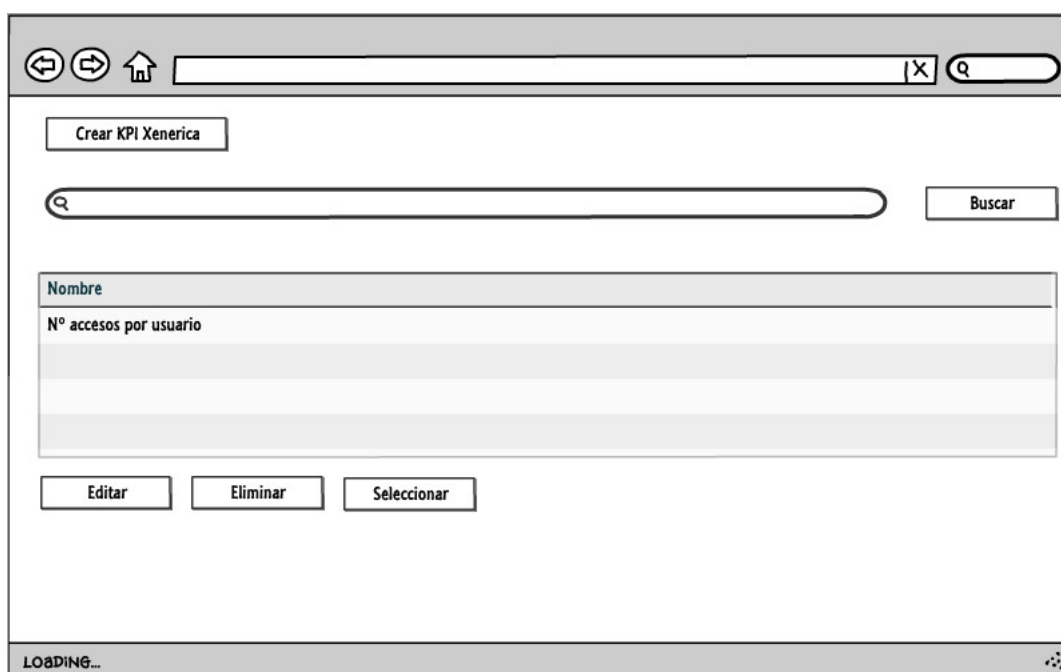 Crear KPI Xenerica
Buscar
Nombre
Nº accesos por usuario
Editar
Eliminar
Seleccionar
LOADING...